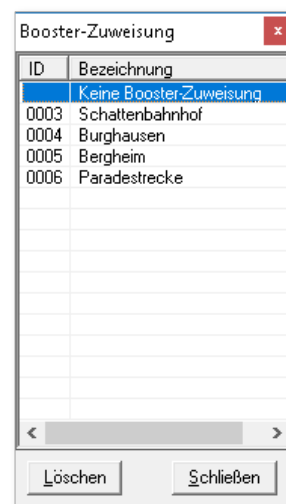 Booster-Zuweisung x
ID Bezeichnung
Keine Booster-Zuweisung
0003 Schattenbahnhof
0004 Burghausen
0005 Bergheim
0006 Paradestrecke
Löschen Schließen